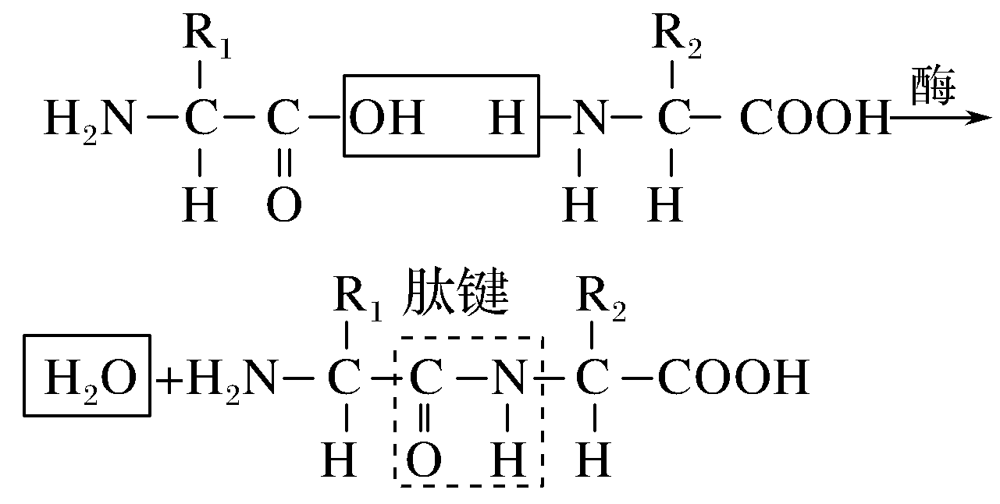 R₁ R₂
H₂N—C—C—OH H—N—C—COOH 酶
H O H H
R₁ 肽键 R₂
H₂O+H₂N—C—C—N—C—COOH
H O H H